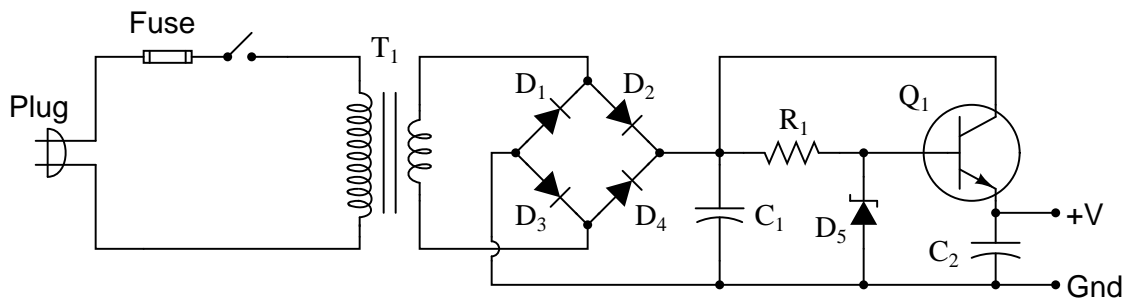 Fuse
T1
Plug
D1
D2
D3
D4
C1
R1
D5
Q1
C2
+V
Gnd